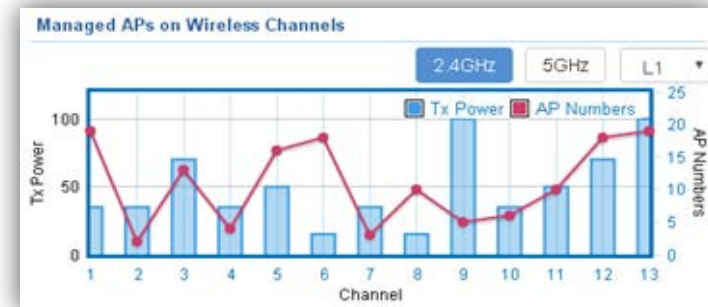 Managed APs on Wireless Channels
2.4GHz 5GHz L1
Tx Power AP Numbers
Tx Power
100
50
0
25
20
15
10
5
0
AP Numbers
1 2 3 4 5 6 7 8 9 10 11 12 13
Channel